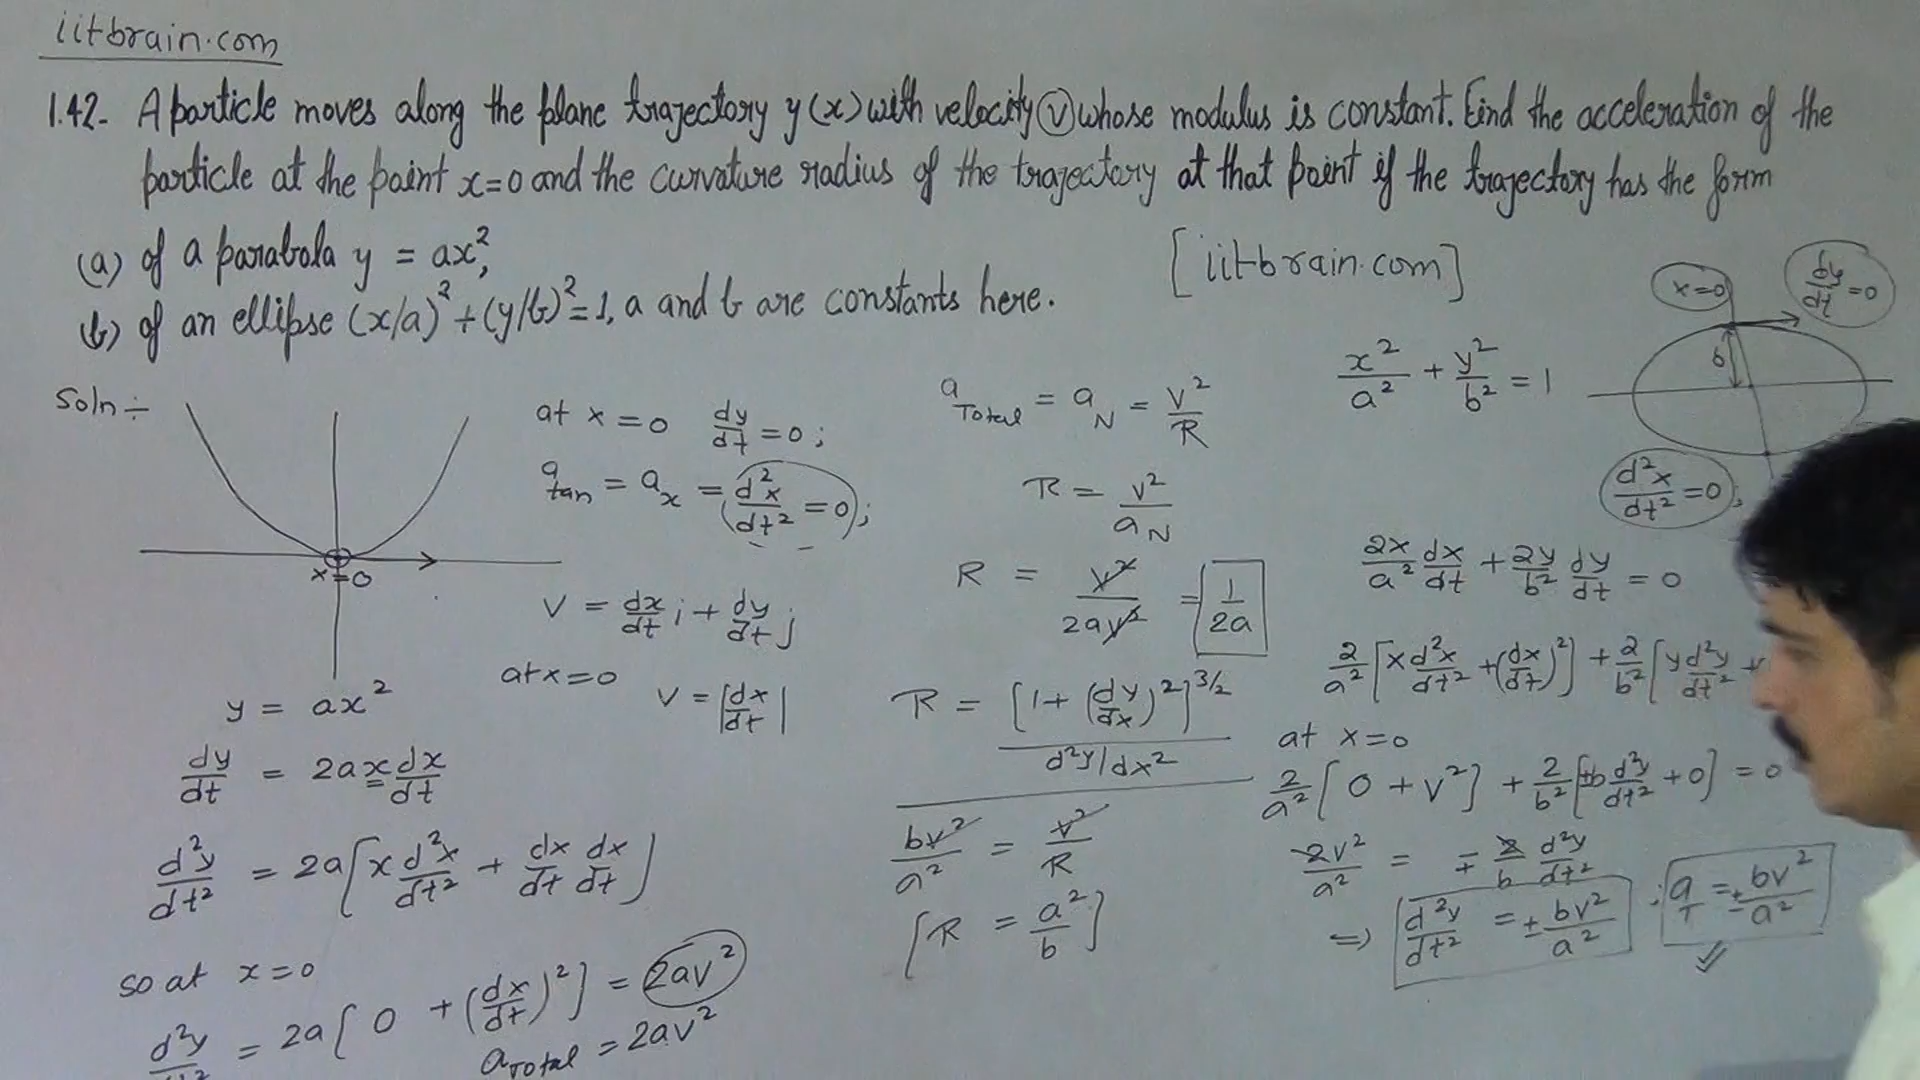 iitbrain.com
1.42- A particle moves along the plane trajectory y(x) with velocity v whose modulus is constant. Find the acceleration of the
particle at the point x=0 and the curvature radius of the trajectory at that point if the trajectory has the form
(a) of a parabola y = ax²,
(b) of an ellipse (x/a)²+(y/b)²=1, a and b are constants here.
[iitbrain.com]
Soln ÷
x=0
y = ax²
dy/dt = 2ax dx/dt
d²y/dt² = 2a[x d²x/dt² + dx/dt dx/dt]
so at x=0
= 2a[0 + (dx/dt)²] = 2av²
a Total = 2av²
at x=0 dy/dt = 0;
a tan = a x = d²x/dt² = 0;
V = dx/dt i + dy/dt j
at x=0 V = |dx/dt|
a Total = a N = v²/R
R = v²/a N
R = v²/2av² = 1/2a
R = [1+(dy/dx)²]^3/2 / d²y/dx²
bv²/a² = v²/R
[R = a²/b]
x²/a² + y²/b² = 1
x=0
dy/dt = 0
b
d²x/dt² = 0;
2x/a² dx/dt + 2y/b² dy/dt = 0
2/a² [x d²x/dt² + (dx/dt)²] + 2/b² [y d²y/dt² +
at x=0
2/a² [0 + v²] + 2/b² [±b d²y/dt² + 0] = 0
2v²/a² = ∓ 2/b d²y/dt²
⇒ d²y/dt² = ± bv²/a² ; a T = ± bv²/a²